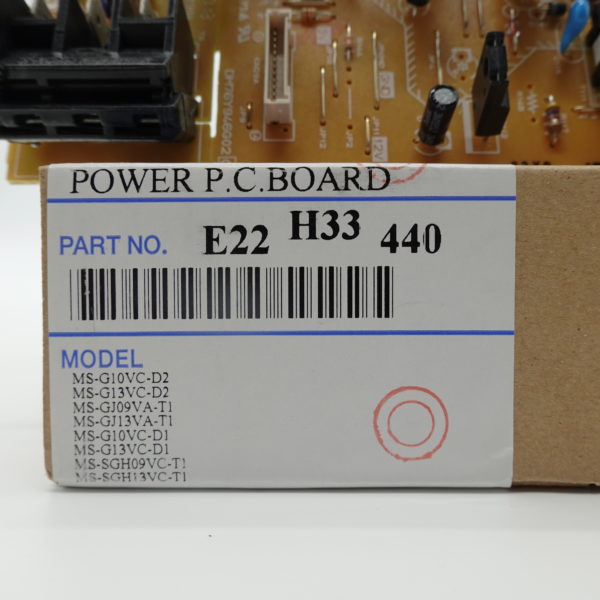 12V
POWER P.C.BOARD
PART NO. E22 H33 440
MODEL
MS-G10VC-D2
MS-G13VC-D2
MS-GJ09VA-T1
MS-GJ13VA-T1
MS-G10VC-D1
MS-G13VC-D1
MS-SGH09VC-T1
MS-SGH13VC-T1